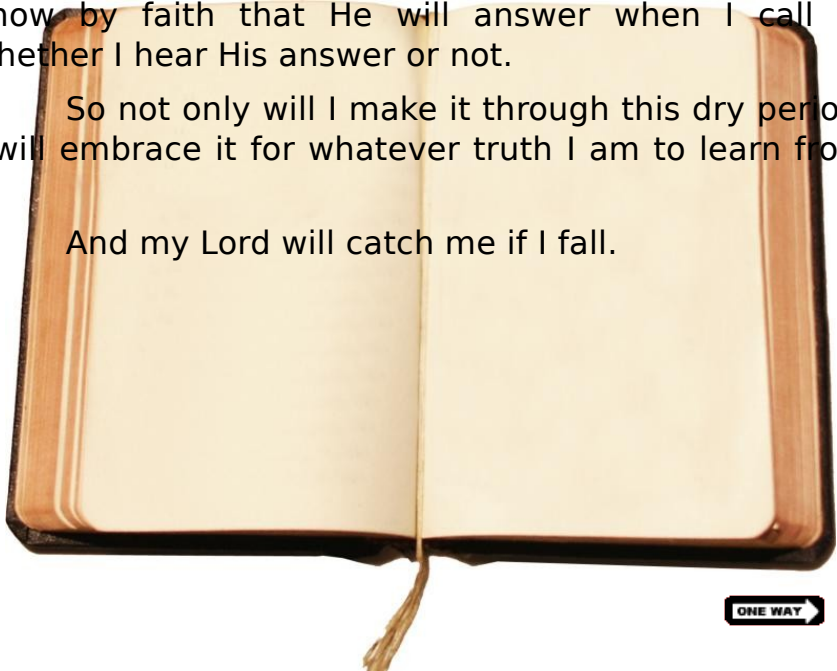 now by faith that He will answer when I call
hether I hear His answer or not.
So not only will I make it through this dry perio
will embrace it for whatever truth I am to learn fro
And my Lord will catch me if I fall.
ONE WAY